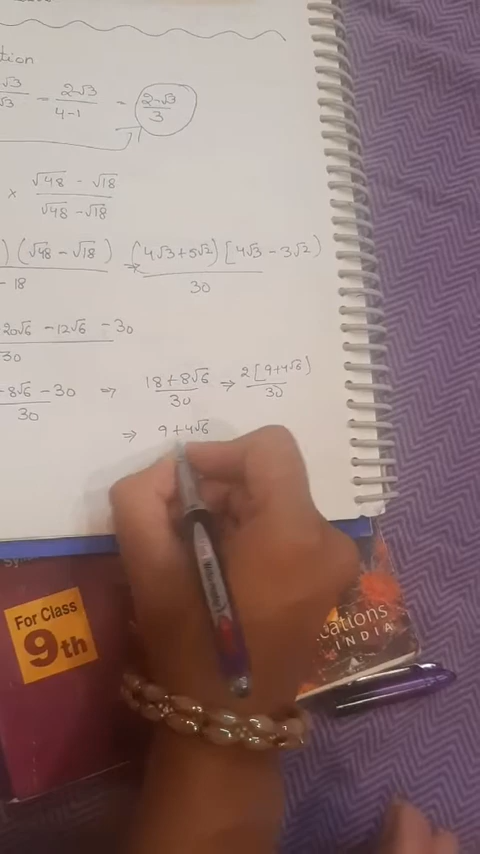 tion
√3/√3 - 2-√3/4-1 - 2-√3/3
× √48 - √18/√48 - √18
) (√48 - √18)/- 18 ⇒ (4√3 + 5√2) [4√3 - 3√2)/30
20√6 - 12√6 - 30/30
8√6 - 30/30 ⇒ 18 + 8√6/30 ⇒ 2[9+4√6)/30
⇒ 9 + 4√6
For Class
9th
cations
INDIA